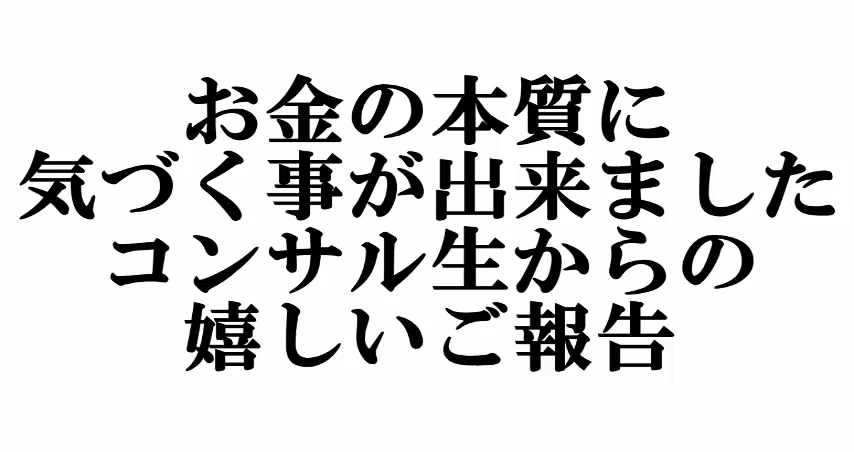 お金の本質に
気づく事が出来ました
コンサル生からの
嬉しいご報告